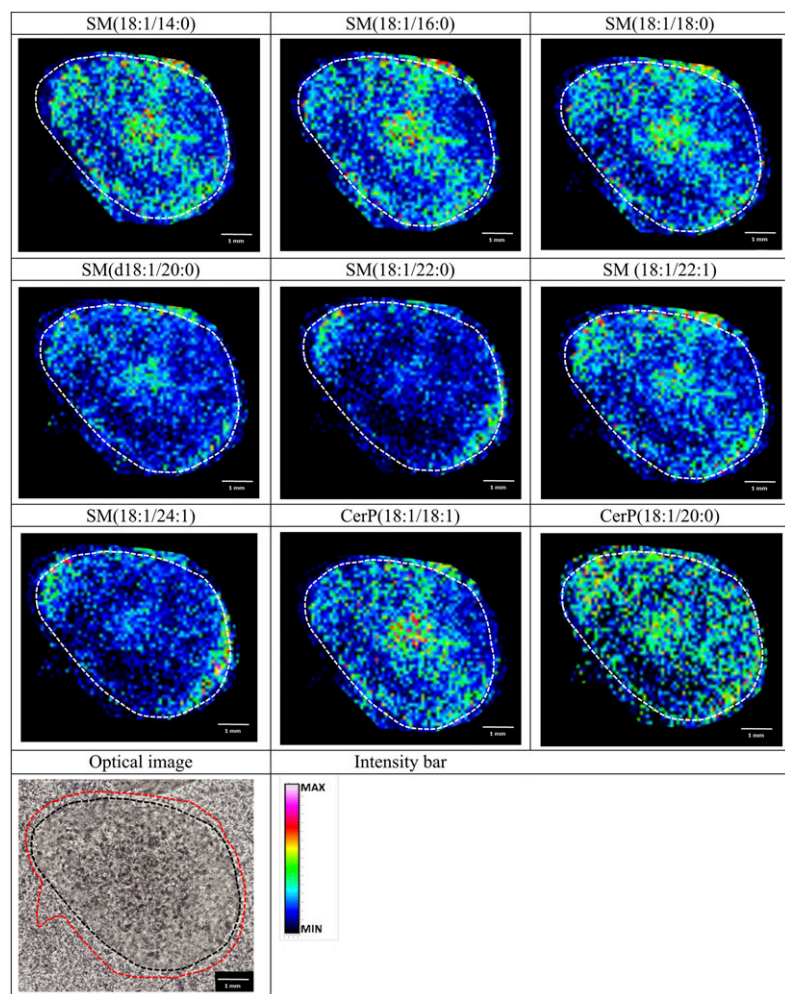 SM(18:1/14:0) SM(18:1/16:0) SM(18:1/18:0)
1 mm 1 mm 1 mm
SM(d18:1/20:0) SM(18:1/22:0) SM (18:1/22:1)
1 mm 1 mm 1 mm
SM(18:1/24:1) CerP(18:1/18:1) CerP(18:1/20:0)
1 mm 1 mm 1 mm
Optical image Intensity bar
MAX
MIN
1 mm